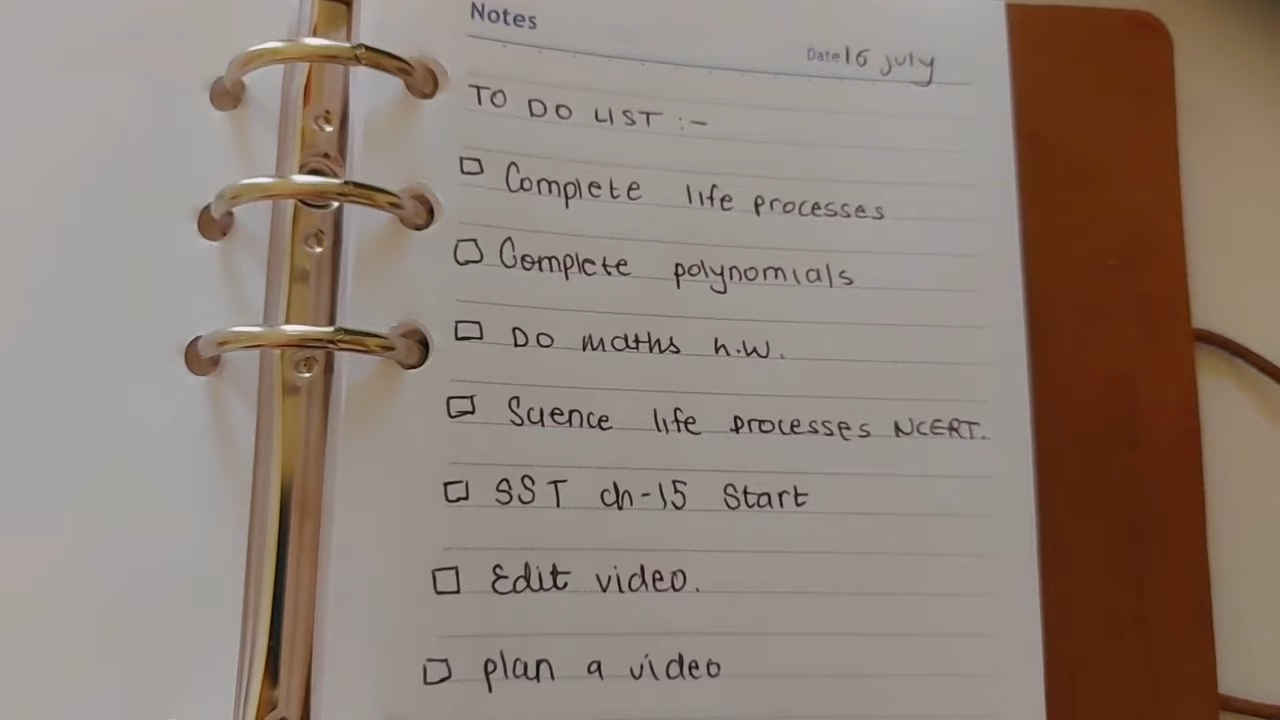 Notes
Date 16 july
TO DO LIST :-
Complete life processes
Complete polynomials
DO maths h.w.
Science life processes NCERT.
SST ch-15 Start
Edit video.
plan a video